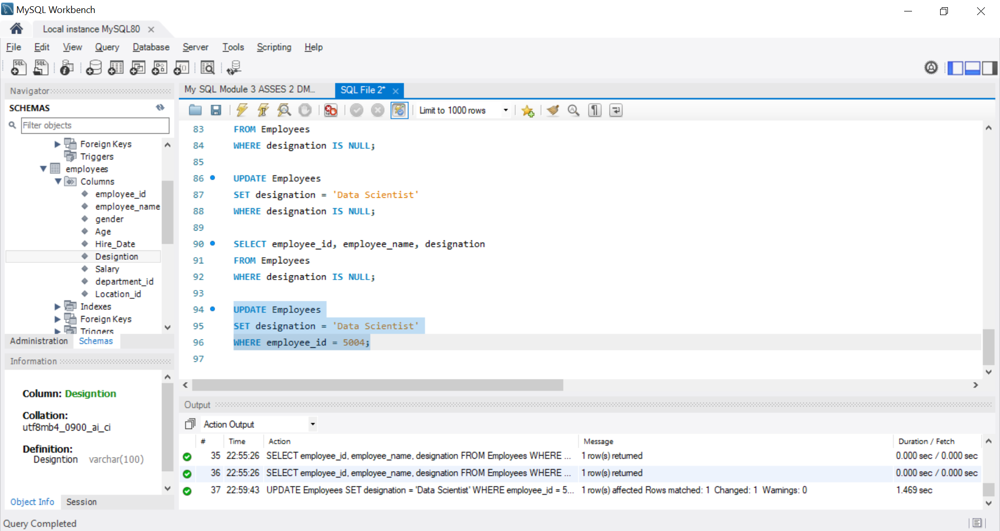 MySQL Workbench
Local instance MySQL80
File Edit View Query Database Server Tools Scripting Help
Navigator
SCHEMAS
Filter objects
Foreign Keys
Triggers
employees
Columns
employee_id
employee_name
gender
Age
Hire_Date
Designtion
Salary
department_id
Location_id
Indexes
Foreign Keys
Triggers
Administration Schemas
Information
Column: Designtion
Collation:
utf8mb4_0900_ai_ci
Definition:
Designtion varchar(100)
Object Info Session
My SQL Module 3 ASSES 2 DM... SQL File 2*
Limit to 1000 rows
83 FROM Employees
84 WHERE designation IS NULL;
85
86 UPDATE Employees
87 SET designation = 'Data Scientist'
88 WHERE designation IS NULL;
89
90 SELECT employee_id, employee_name, designation
91 FROM Employees
92 WHERE designation IS NULL;
93
94 UPDATE Employees
95 SET designation = 'Data Scientist'
96 WHERE employee_id = 5004;
97
Output
Action Output
# Time Action Message Duration / Fetch
35 22:55:26 SELECT employee_id, employee_name, designation FROM Employees WHERE ... 1 row(s) returned 0.000 sec / 0.000 sec
36 22:55:26 SELECT employee_id, employee_name, designation FROM Employees WHERE ... 1 row(s) returned 0.000 sec / 0.000 sec
37 22:59:43 UPDATE Employees SET designation = 'Data Scientist' WHERE employee_id = 5... 1 row(s) affected Rows matched: 1 Changed: 1 Warnings: 0 1.469 sec
Query Completed